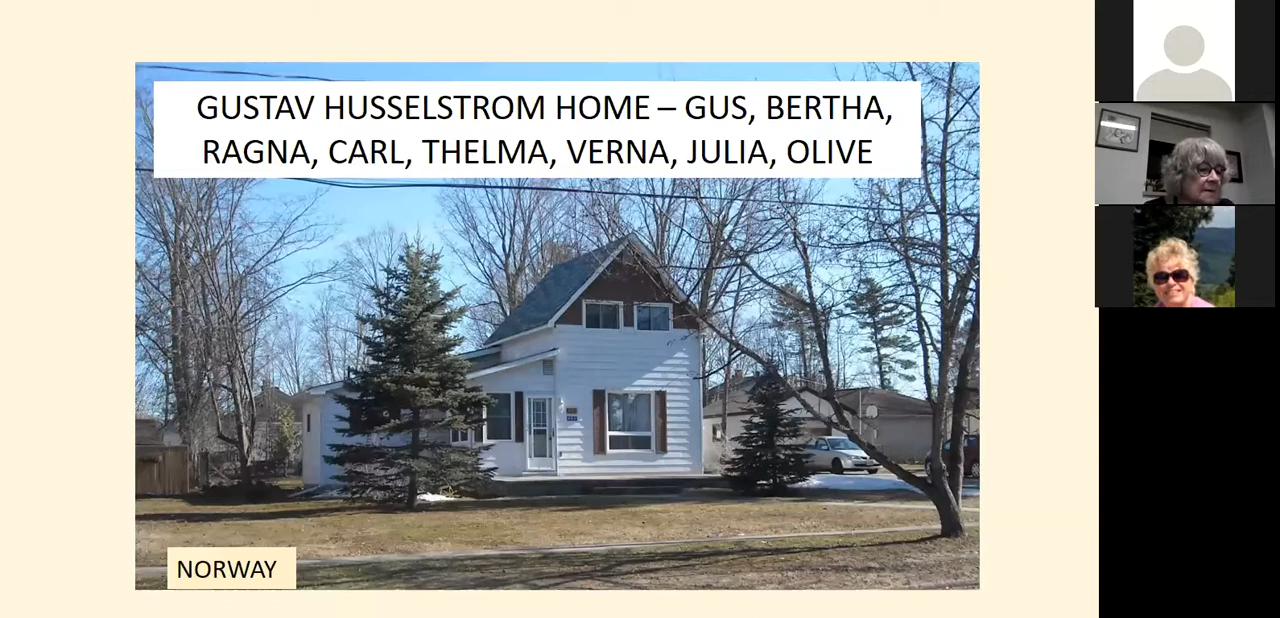 GUSTAV HUSSELSTROM HOME – GUS, BERTHA,
RAGNA, CARL, THELMA, VERNA, JULIA, OLIVE
NORWAY